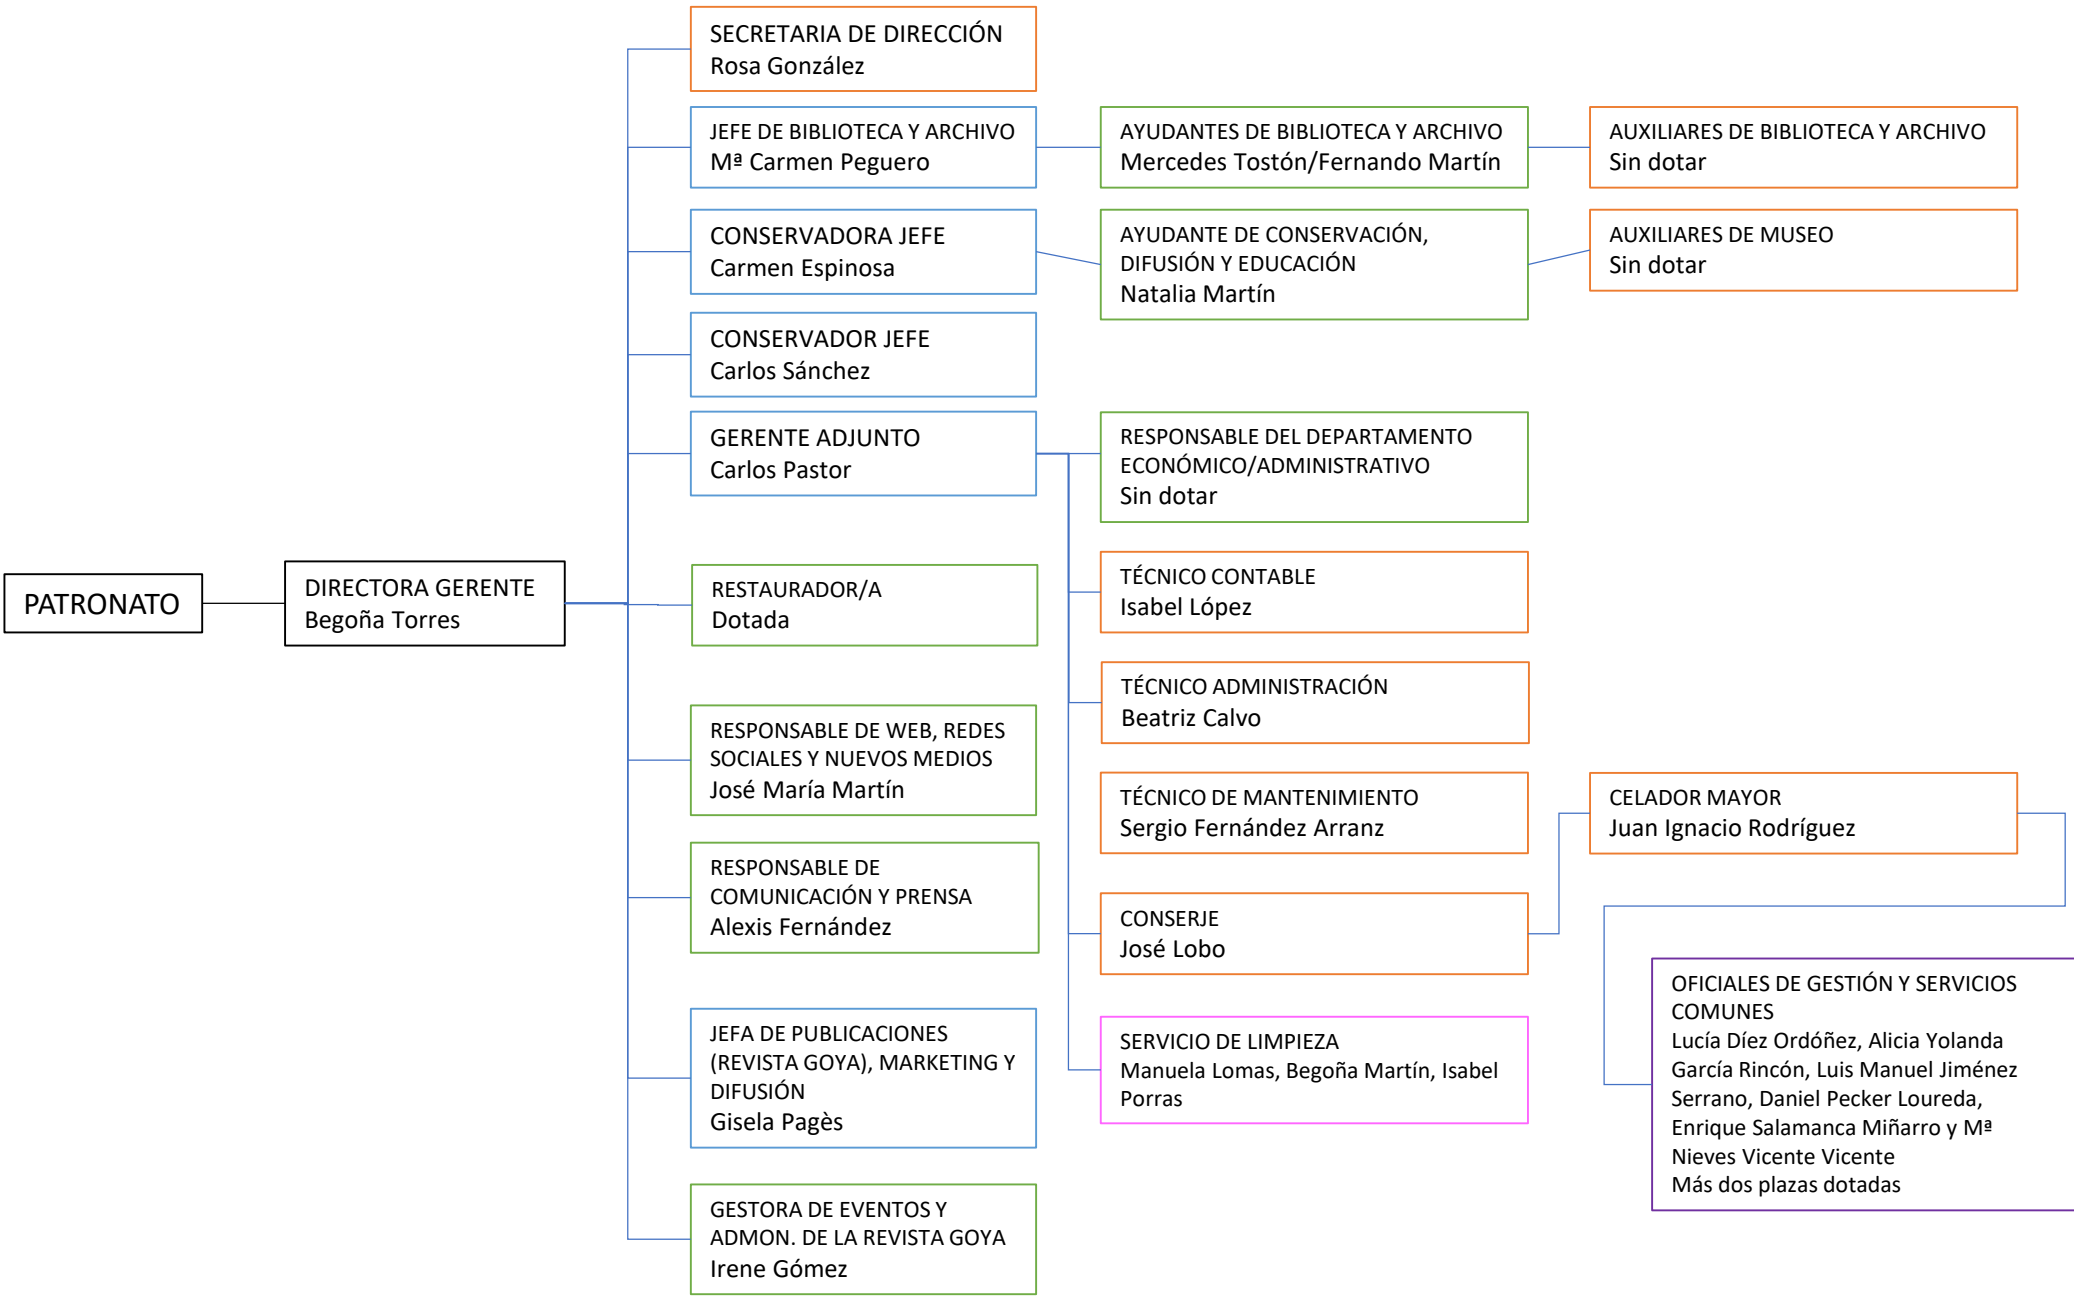 PATRONATO
DIRECTORA GERENTE
Begoña Torres
SECRETARIA DE DIRECCIÓN
Rosa González
JEFE DE BIBLIOTECA Y ARCHIVO
Mª Carmen Peguero
AYUDANTES DE BIBLIOTECA Y ARCHIVO
Mercedes Tostón/Fernando Martín
AUXILIARES DE BIBLIOTECA Y ARCHIVO
Sin dotar
CONSERVADORA JEFE
Carmen Espinosa
AYUDANTE DE CONSERVACIÓN,
DIFUSIÓN Y EDUCACIÓN
Natalia Martín
AUXILIARES DE MUSEO
Sin dotar
CONSERVADOR JEFE
Carlos Sánchez
GERENTE ADJUNTO
Carlos Pastor
RESPONSABLE DEL DEPARTAMENTO
ECONÓMICO/ADMINISTRATIVO
Sin dotar
TÉCNICO CONTABLE
Isabel López
TÉCNICO ADMINISTRACIÓN
Beatriz Calvo
TÉCNICO DE MANTENIMIENTO
Sergio Fernández Arranz
CONSERJE
José Lobo
CELADOR MAYOR
Juan Ignacio Rodríguez
OFICIALES DE GESTIÓN Y SERVICIOS
COMUNES
Lucía Díez Ordóñez, Alicia Yolanda
García Rincón, Luis Manuel Jiménez
Serrano, Daniel Pecker Loureda,
Enrique Salamanca Miñarro y Mª
Nieves Vicente Vicente
Más dos plazas dotadas
SERVICIO DE LIMPIEZA
Manuela Lomas, Begoña Martín, Isabel
Porras
RESTAURADOR/A
Dotada
RESPONSABLE DE WEB, REDES
SOCIALES Y NUEVOS MEDIOS
José María Martín
RESPONSABLE DE
COMUNICACIÓN Y PRENSA
Alexis Fernández
JEFA DE PUBLICACIONES
(REVISTA GOYA), MARKETING Y
DIFUSIÓN
Gisela Pagès
GESTORA DE EVENTOS Y
ADMON. DE LA REVISTA GOYA
Irene Gómez